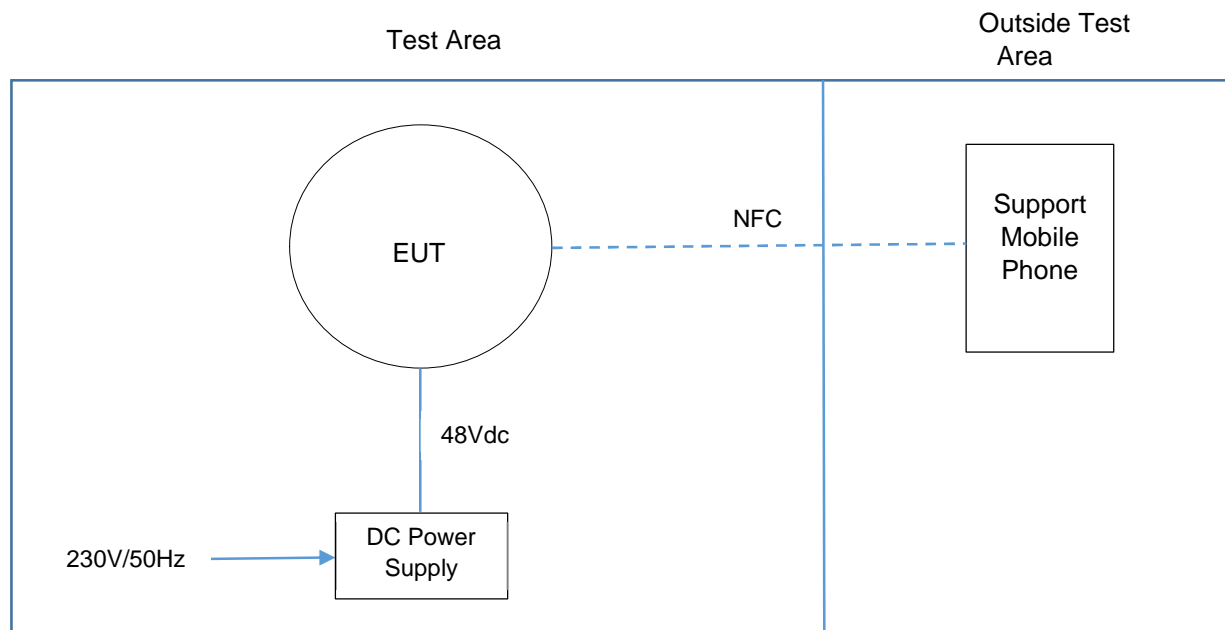 Test Area
Outside Test
Area
EUT
NFC
Support
Mobile
Phone
48Vdc
DC Power
Supply
230V/50Hz